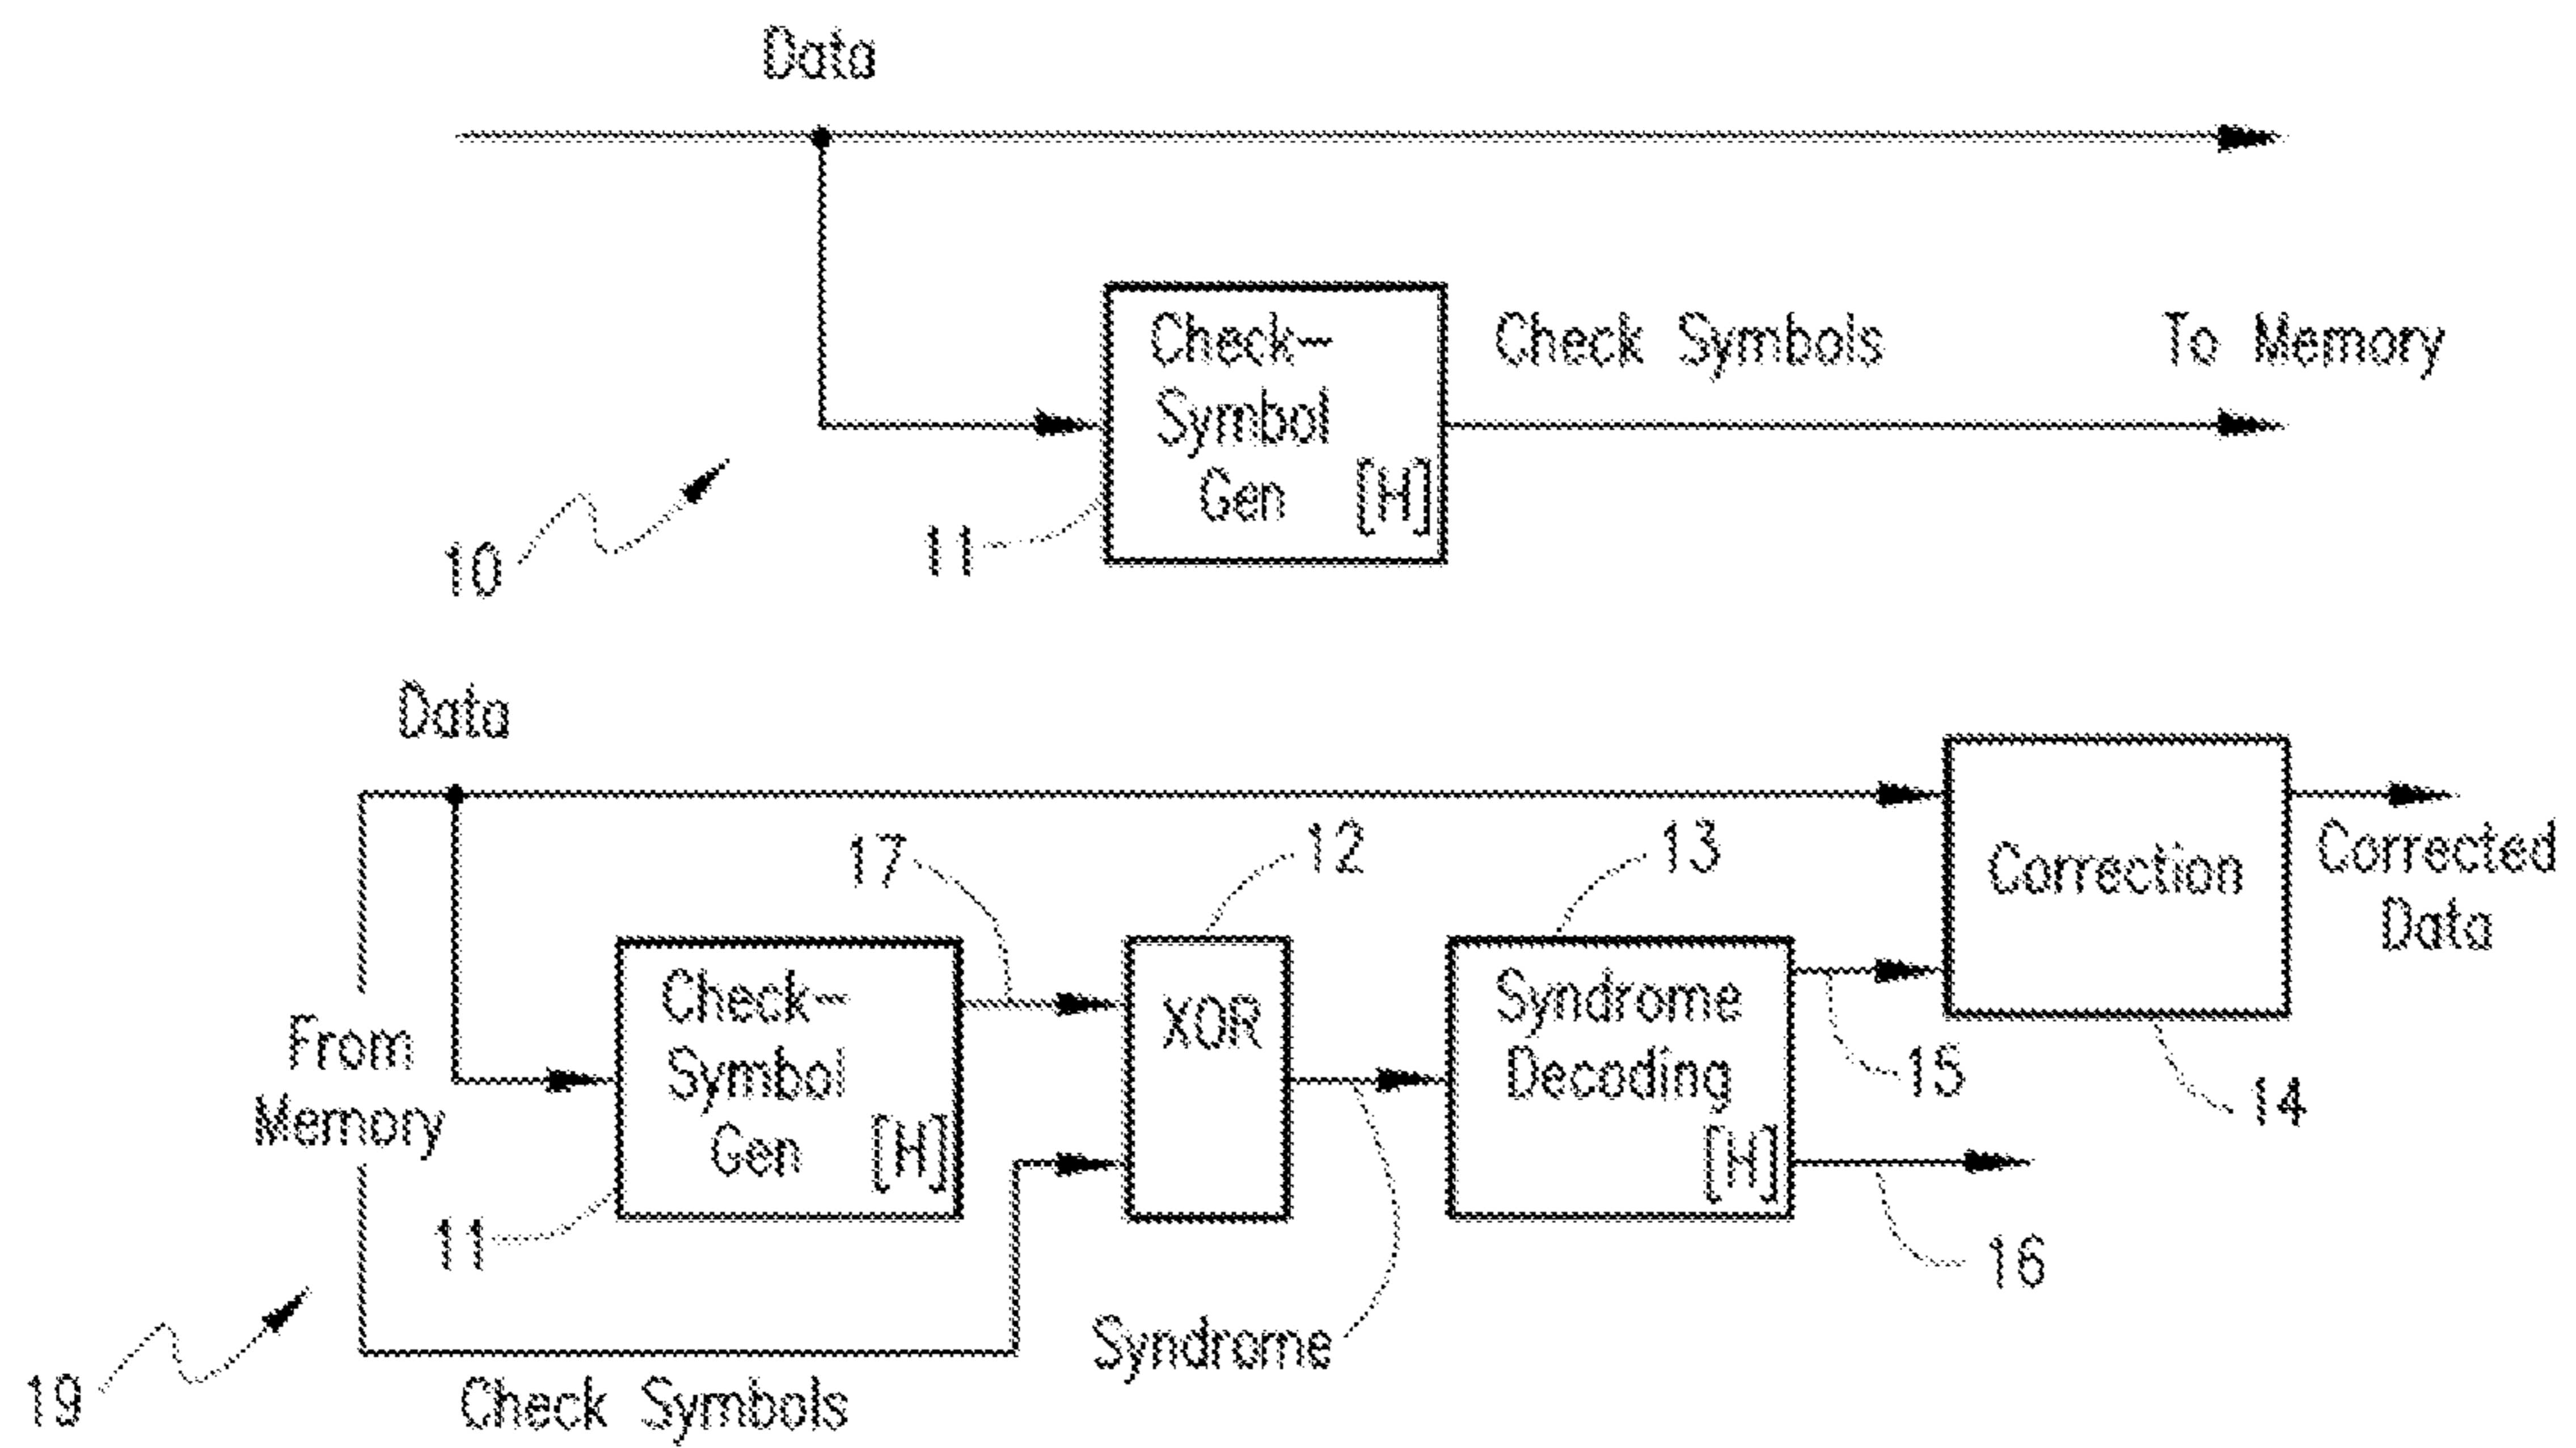 Data
Check-
Symbol
Gen [H]
Check Symbols
To Memory
10
11
Data
17
12
13
Correction
Corrected
Data
From
Memory
Check-
Symbol
Gen [H]
XOR
Syndrome
Decoding
[H]
15
14
11
16
Syndrome
19
Check Symbols